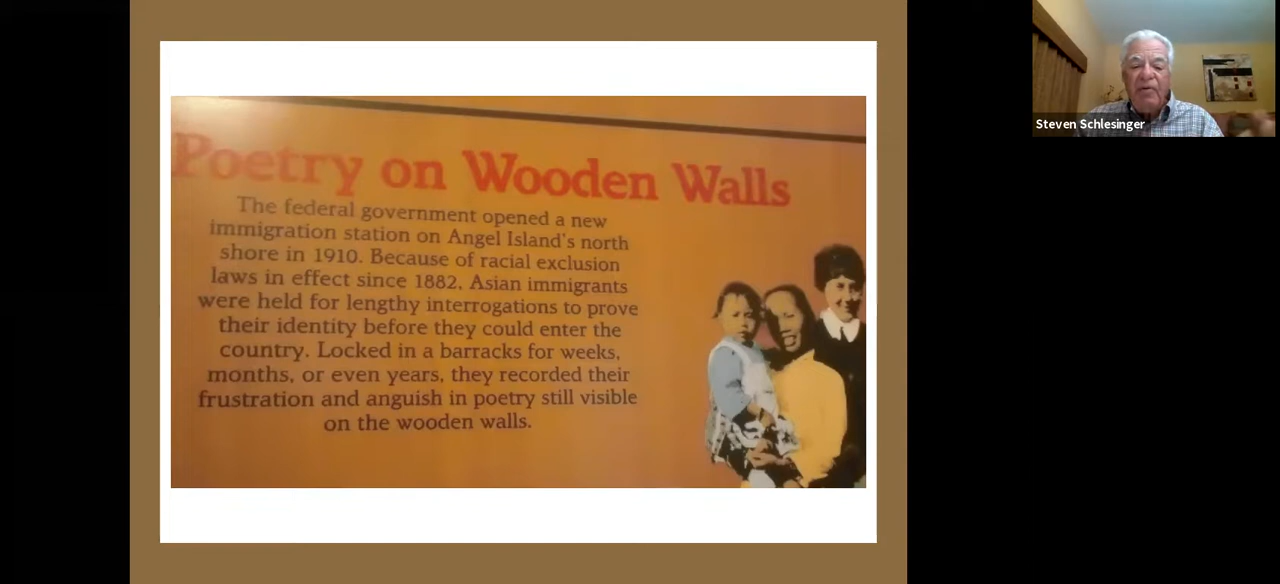 Poetry on Wooden Walls
The federal government opened a new
immigration station on Angel Island's north
shore in 1910. Because of racial exclusion
laws in effect since 1882, Asian immigrants
were held for lengthy interrogations to prove
their identity before they could enter the
country. Locked in a barracks for weeks,
months, or even years, they recorded their
frustration and anguish in poetry still visible
on the wooden walls.
Steven Schlesinger